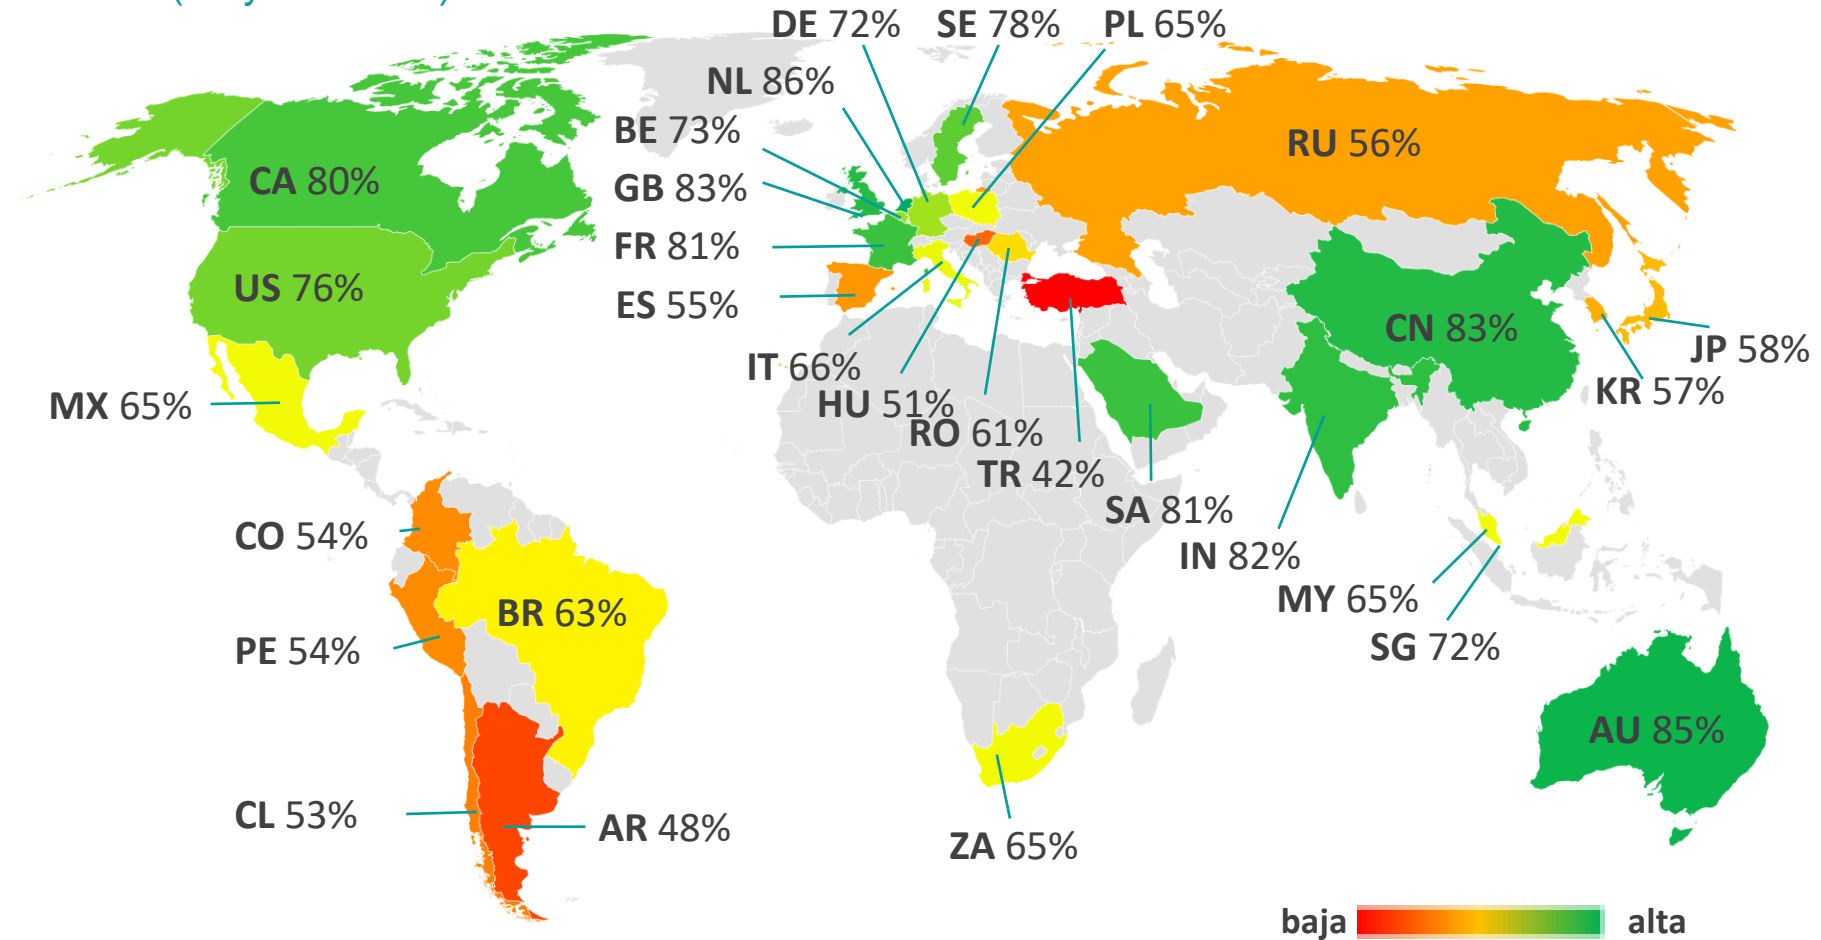 DE 72%
SE 78%
PL 65%
NL 86%
BE 73%
GB 83%
FR 81%
ES 55%
CA 80%
US 76%
RU 56%
CN 83%
JP 58%
KR 57%
IT 66%
HU 51%
RO 61%
TR 42%
SA 81%
IN 82%
MY 65%
SG 72%
MX 65%
CO 54%
BR 63%
PE 54%
AU 85%
CL 53%
AR 48%
ZA 65%
baja
alta